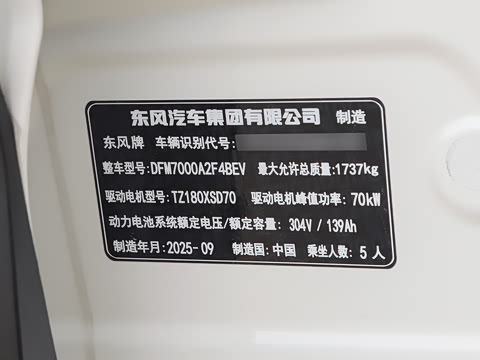 东风汽车集团有限公司 制造
东风牌 车辆识别代号:
整车型号:DFM7000A2F4BEV 最大允许总质量:1737kg
驱动电机型号:TZ180XSD70 驱动电机峰值功率:70kW
动力电池系统额定电压/额定容量: 304V / 139Ah
制造年月:2025-09 制造国:中国 乘坐人数: 5 人